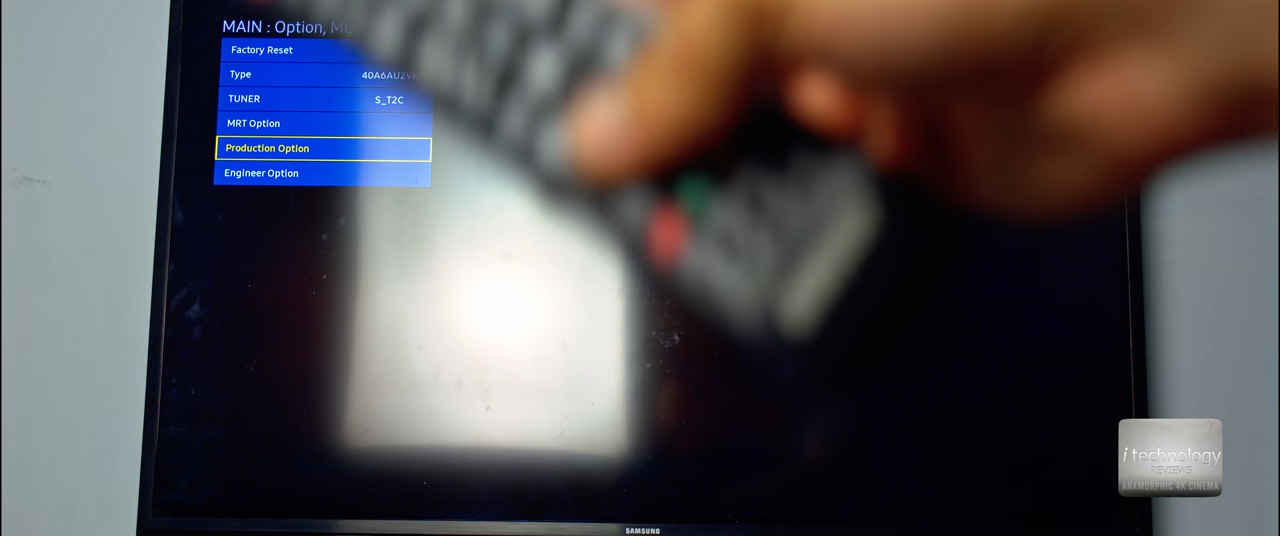 MAIN : Option,
Factory Reset
Type 40A6AU2V
TUNER S_T2C
MRT Option
Production Option
Engineer Option
i technology
REVIEWS
ANAMORPHIC 4K CINEMA
SAMSUNG